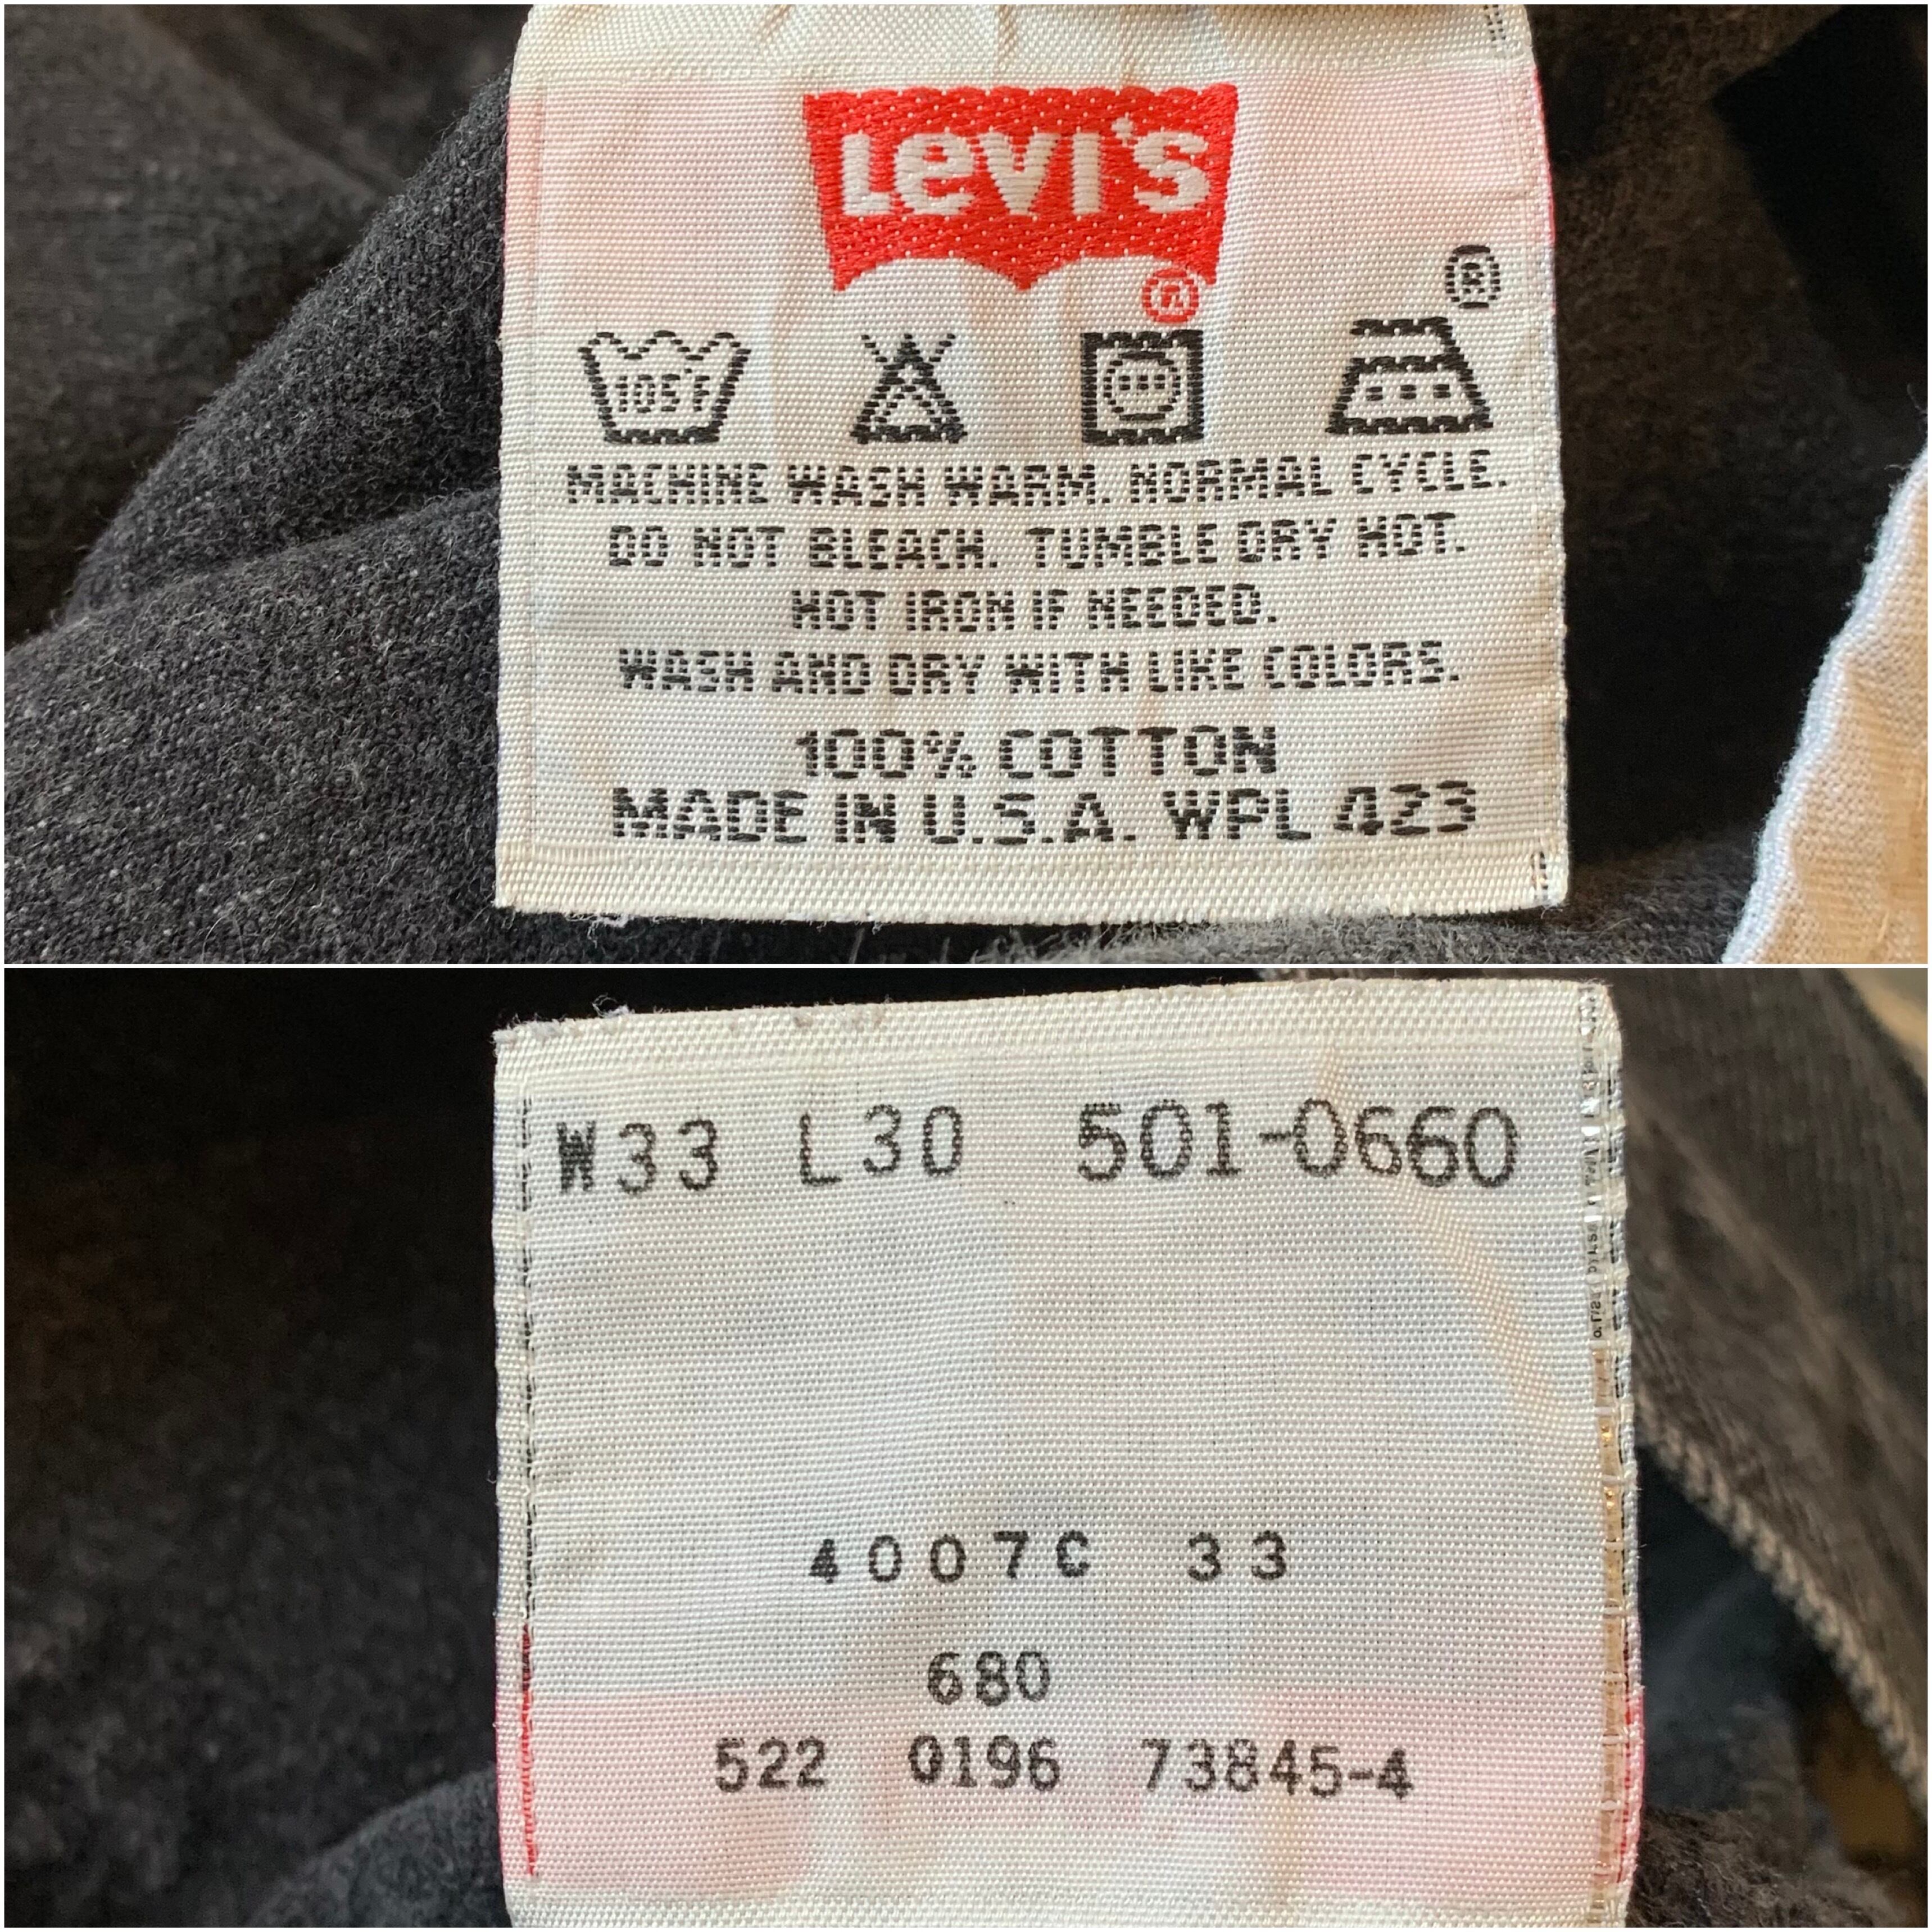 Levi's
®
®
105°F
MACHINE WASH WARM. NORMAL CYCLE.
DO NOT BLEACH. TUMBLE DRY HOT.
HOT IRON IF NEEDED.
WASH AND DRY WITH LIKE COLORS.
100% COTTON
MADE IN U.S.A. WPL 423
W33 L30 501-0660
4007C 33
680
522 0196 73845-4